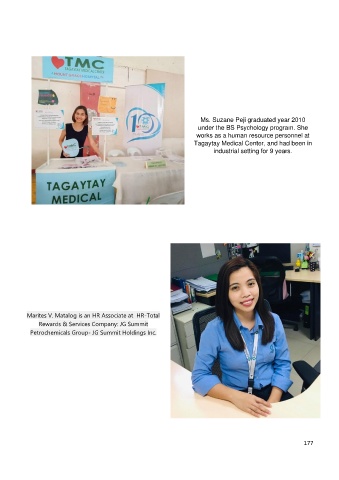 TMC
Ms. Suzane Peji graduated year 2010
under the BS Psychology program. She
works as a human resource personnel at
Tagaytay Medical Center, and had been in
industrial setting for 9 years.
TAGAYTAY
MEDICAL
Marites V. Matalog is an HR Associate at HR-Total
Rewards & Services Company: JG Summit
Petrochemicals Group- JG Summit Holdings Inc.
177